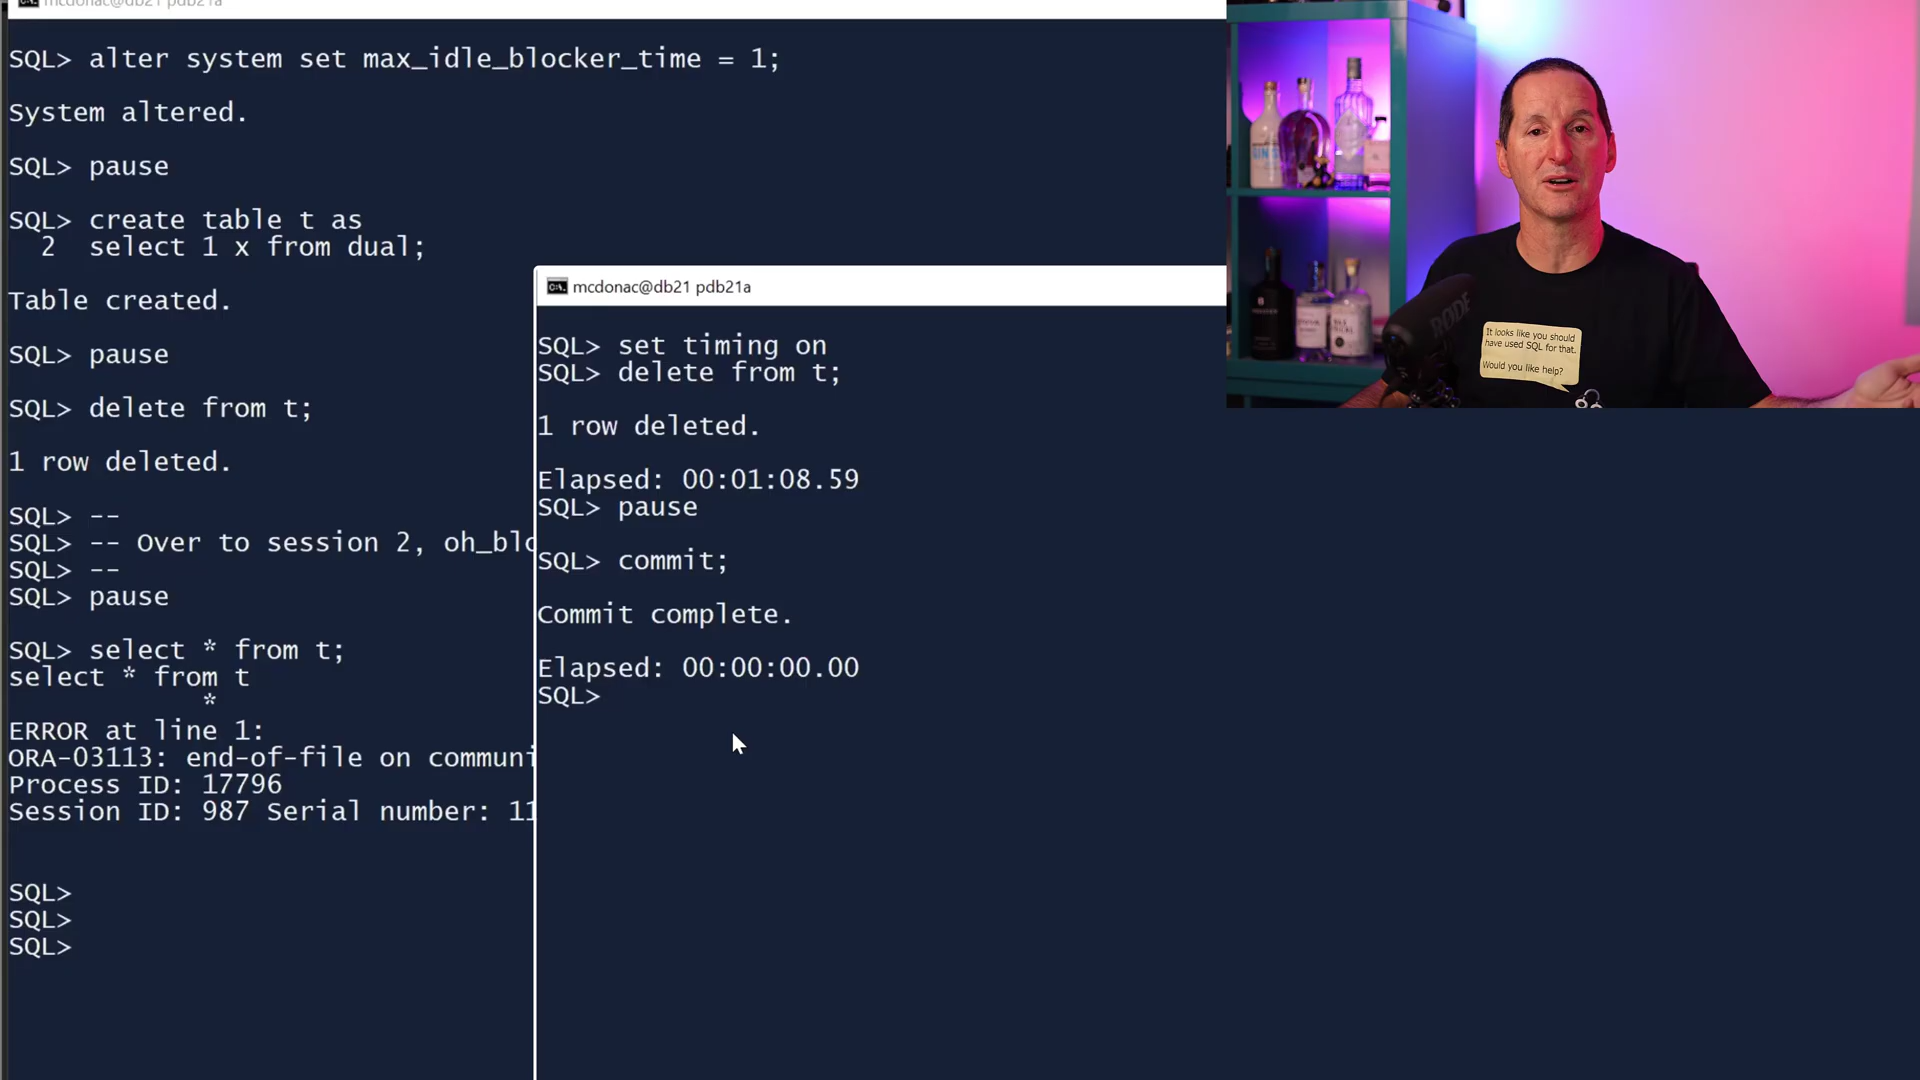 mcdonac@db21 pdb21a
SQL> alter system set max_idle_blocker_time = 1;
System altered.
SQL> pause
SQL> create table t as
2 select 1 x from dual;
Table created.
SQL> pause
SQL> delete from t;
1 row deleted.
SQL> --
SQL> -- Over to session 2, oh_blo
SQL> --
SQL> pause
SQL> select * from t;
select * from t
*
ERROR at line 1:
ORA-03113: end-of-file on communi
Process ID: 17796
Session ID: 987 Serial number: 11
SQL>
SQL>
SQL>
mcdonac@db21 pdb21a
SQL> set timing on
SQL> delete from t;
1 row deleted.
Elapsed: 00:01:08.59
SQL> pause
SQL> commit;
Commit complete.
Elapsed: 00:00:00.00
SQL>
RODE
It looks like you should
have used SQL for that.
Would you like help?